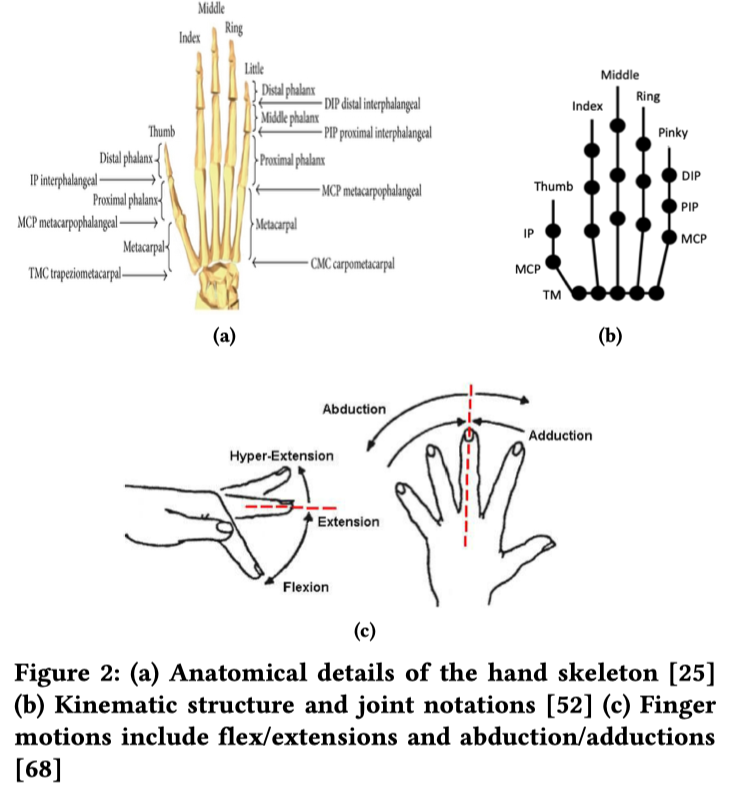 Middle
Ring
Index
Little
Distal phalanx
DIP distal interphalangeal
Middle phalanx
PIP proximal interphalangeal
Thumb
Distal phalanx
Proximal phalanx
IP interphalangeal
MCP metacarpophalangeal
Proximal phalanx
MCP metacarpophalangeal
Metacarpal
Metacarpal
CMC carpometacarpal
TMC trapeziometacarpal
(a)
Middle
Ring
Index
Pinky
DIP
Thumb
PIP
IP
MCP
MCP
TM
(b)
Abduction
Adduction
Hyper-Extension
Extension
Flexion
(c)
Figure 2: (a) Anatomical details of the hand skeleton [25]
(b) Kinematic structure and joint notations [52] (c) Finger
motions include flex/extensions and abduction/adductions
[68]